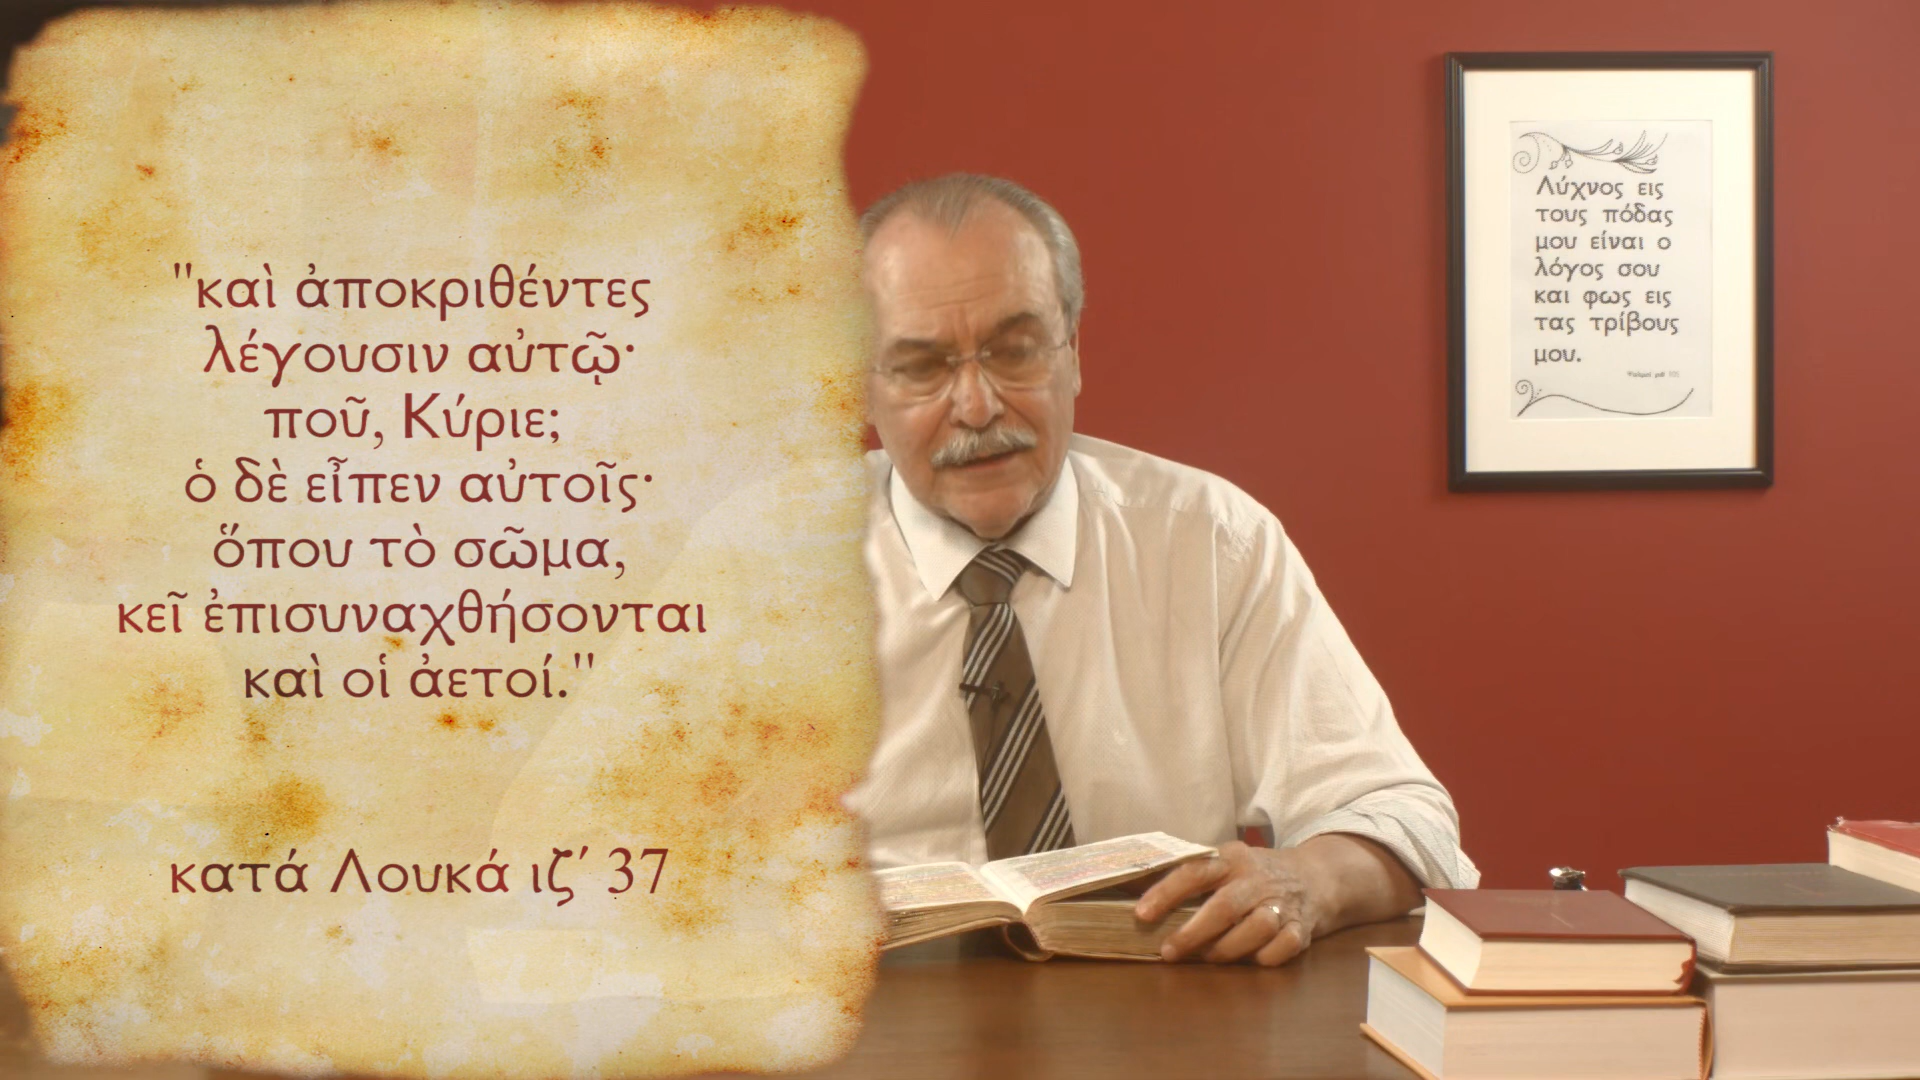 "καὶ ἀποκριθέντες
λέγουσιν αὐτῷ·
ποῦ, Κύριε;
ὁ δὲ εἶπεν αὐτοῖς·
ὅπου τὸ σῶμα,
κεῖ ἐπισυναχθήσονται
καὶ οἱ ἀετοί."
κατά Λουκά ιζ΄ 37
Λύχνος εις
τους πόδας
μου είναι ο
λόγος σου
και φως εις
τας τρίβους
μου.